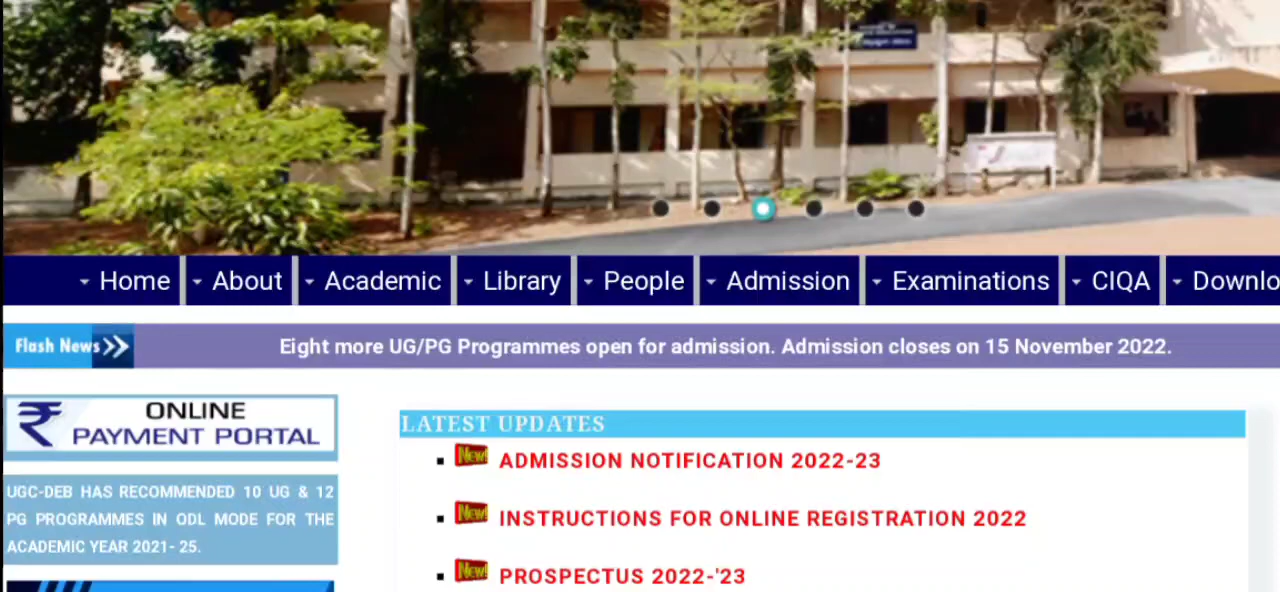 Home About Academic Library People Admission Examinations CIQA Downlo
Flash News Eight more UG/PG Programmes open for admission. Admission closes on 15 November 2022.
ONLINE
PAYMENT PORTAL
UGC-DEB HAS RECOMMENDED 10 UG & 12
PG PROGRAMMES IN ODL MODE FOR THE
ACADEMIC YEAR 2021- 25.
LATEST UPDATES
New! ADMISSION NOTIFICATION 2022-23
New! INSTRUCTIONS FOR ONLINE REGISTRATION 2022
New! PROSPECTUS 2022-'23